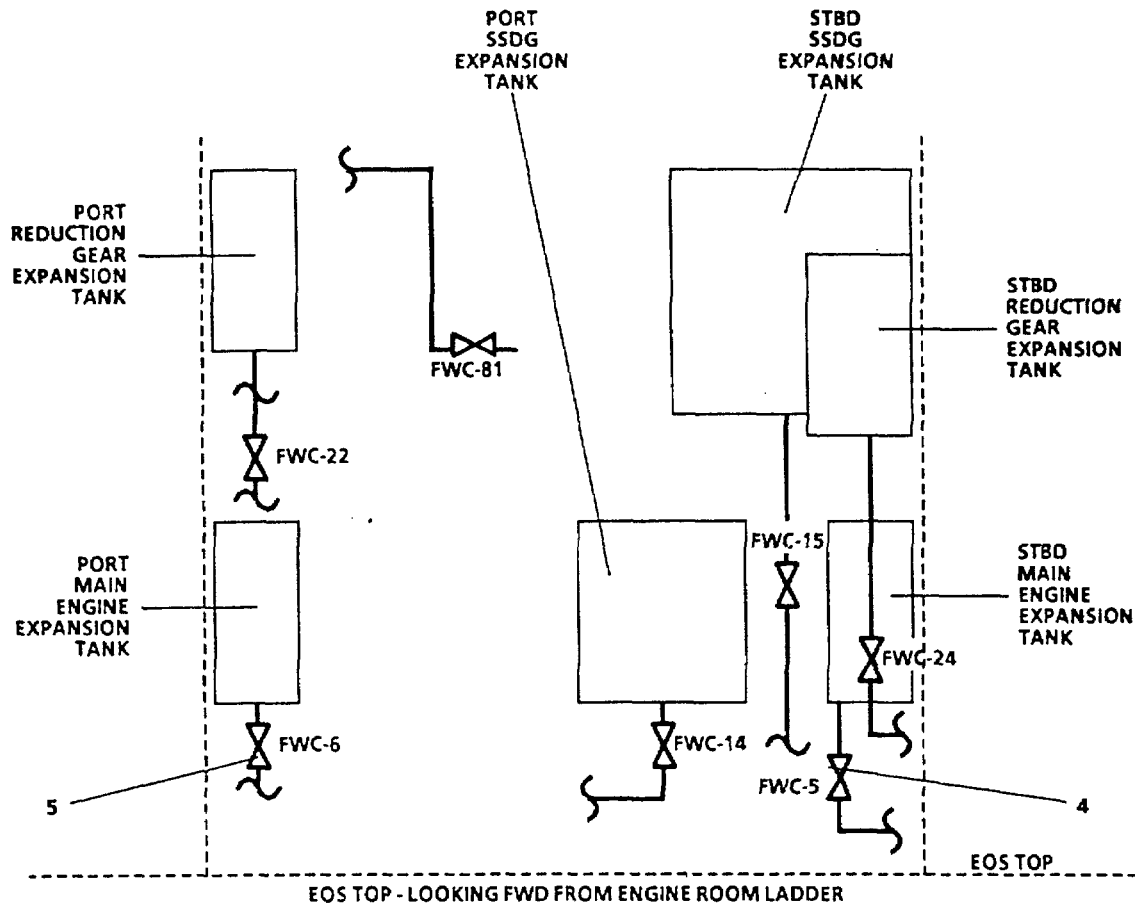 PORT
SSDG
EXPANSION
TANK
STBD
SSDG
EXPANSION
TANK
PORT
REDUCTION
GEAR
EXPANSION
TANK
STBD
REDUCTION
GEAR
EXPANSION
TANK
FWC-81
FWC-22
FWC-15
PORT
MAIN
ENGINE
EXPANSION
TANK
STBD
MAIN
ENGINE
EXPANSION
TANK
FWC-24
FWC-6
FWC-14
FWC-5
5
4
EOS TOP
EOS TOP - LOOKING FWD FROM ENGINE ROOM LADDER